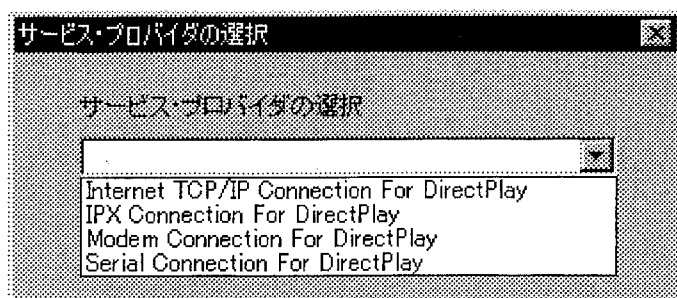 サービス・プロバイダの選択
サービス・プロバイダの選択
Internet TCP/IP Connection For DirectPlay
IPX Connection For DirectPlay
Modem Connection For DirectPlay
Serial Connection For DirectPlay